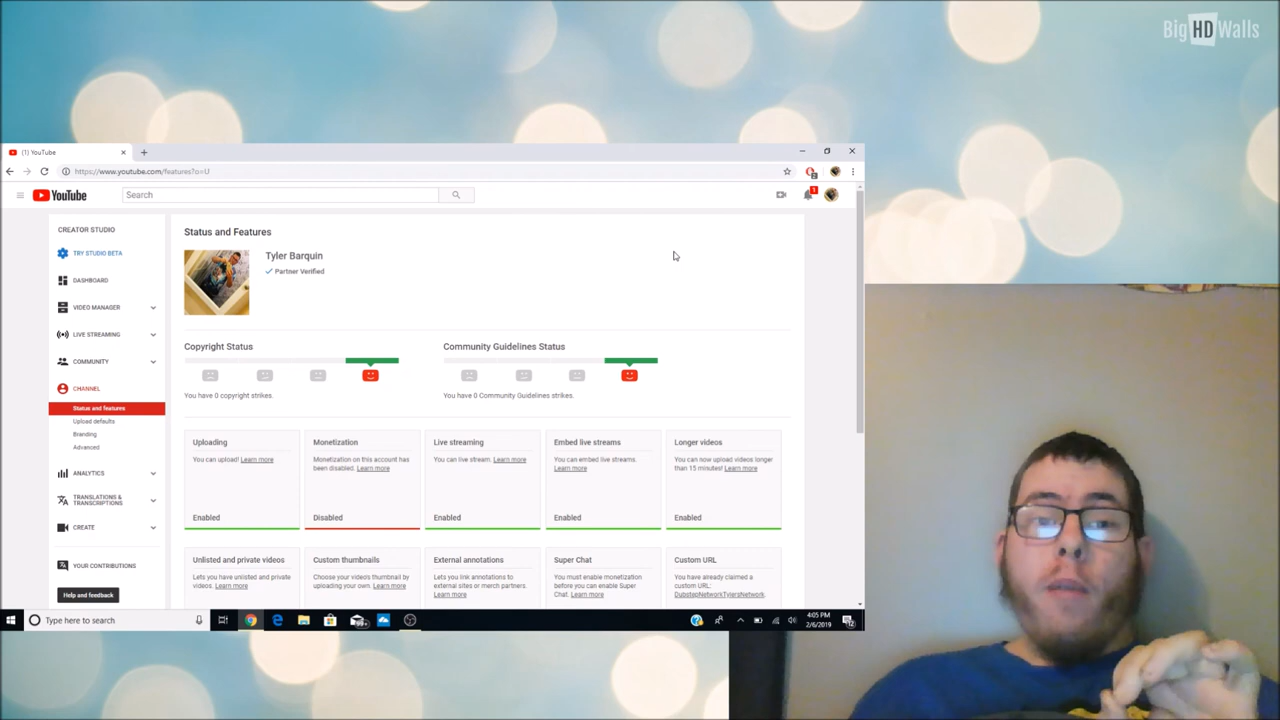 Big HD Walls
(1) YouTube
https://www.youtube.com/features?o=U
YouTube
Search
1
CREATOR STUDIO
TRY STUDIO BETA
DASHBOARD
VIDEO MANAGER
LIVE STREAMING
COMMUNITY
CHANNEL
Status and features
Upload defaults
Branding
Advanced
ANALYTICS
TRANSLATIONS &
TRANSCRIPTIONS
CREATE
YOUR CONTRIBUTIONS
Help and feedback
Status and Features
Tyler Barquin
Partner Verified
Copyright Status
You have 0 copyright strikes.
Community Guidelines Status
You have 0 Community Guidelines strikes.
Uploading
You can upload! Learn more
Enabled
Monetization
Monetization on this account has
been disabled. Learn more
Disabled
Live streaming
You can live stream. Learn more
Enabled
Embed live streams
You can embed live streams.
Learn more
Enabled
Longer videos
You can now upload videos longer
than 15 minutes! Learn more
Enabled
Unlisted and private videos
Lets you have unlisted and private
videos. Learn more
Custom thumbnails
Choose your videos thumbnail by
uploading your own. Learn more
External annotations
Lets you link annotations to
external sites or merch partners.
Learn more
Super Chat
You must enable monetization
before you can enable Super
Chat. Learn more
Custom URL
You have already claimed a
custom URL:
DubstepNetworkTylersNetwork.
Type here to search
4:05 PM
2/6/2019